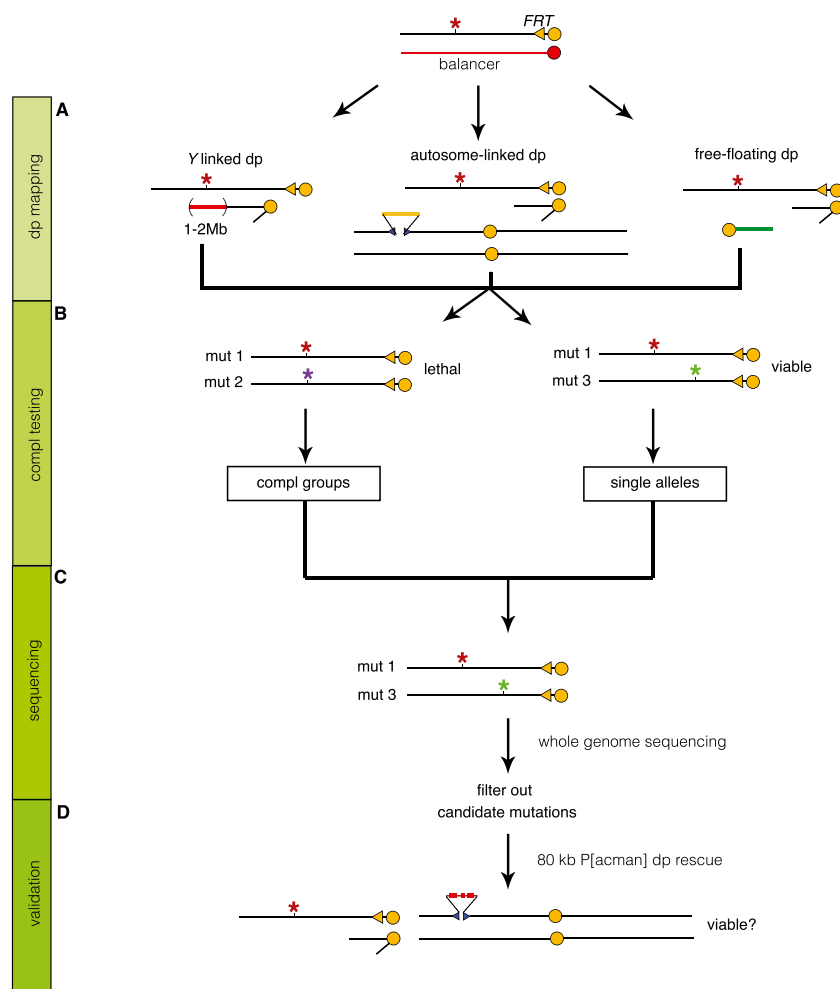 FRT
balancer
A
dp mapping
Y linked dp
autosome-linked dp
free-floating dp
1-2Mb
B
compl testing
mut 1
mut 2
lethal
mut 1
mut 3
viable
compl groups
single alleles
C
sequencing
mut 1
mut 3
whole genome sequencing
filter out
candidate mutations
D
validation
80 kb P[acman] dp rescue
viable?